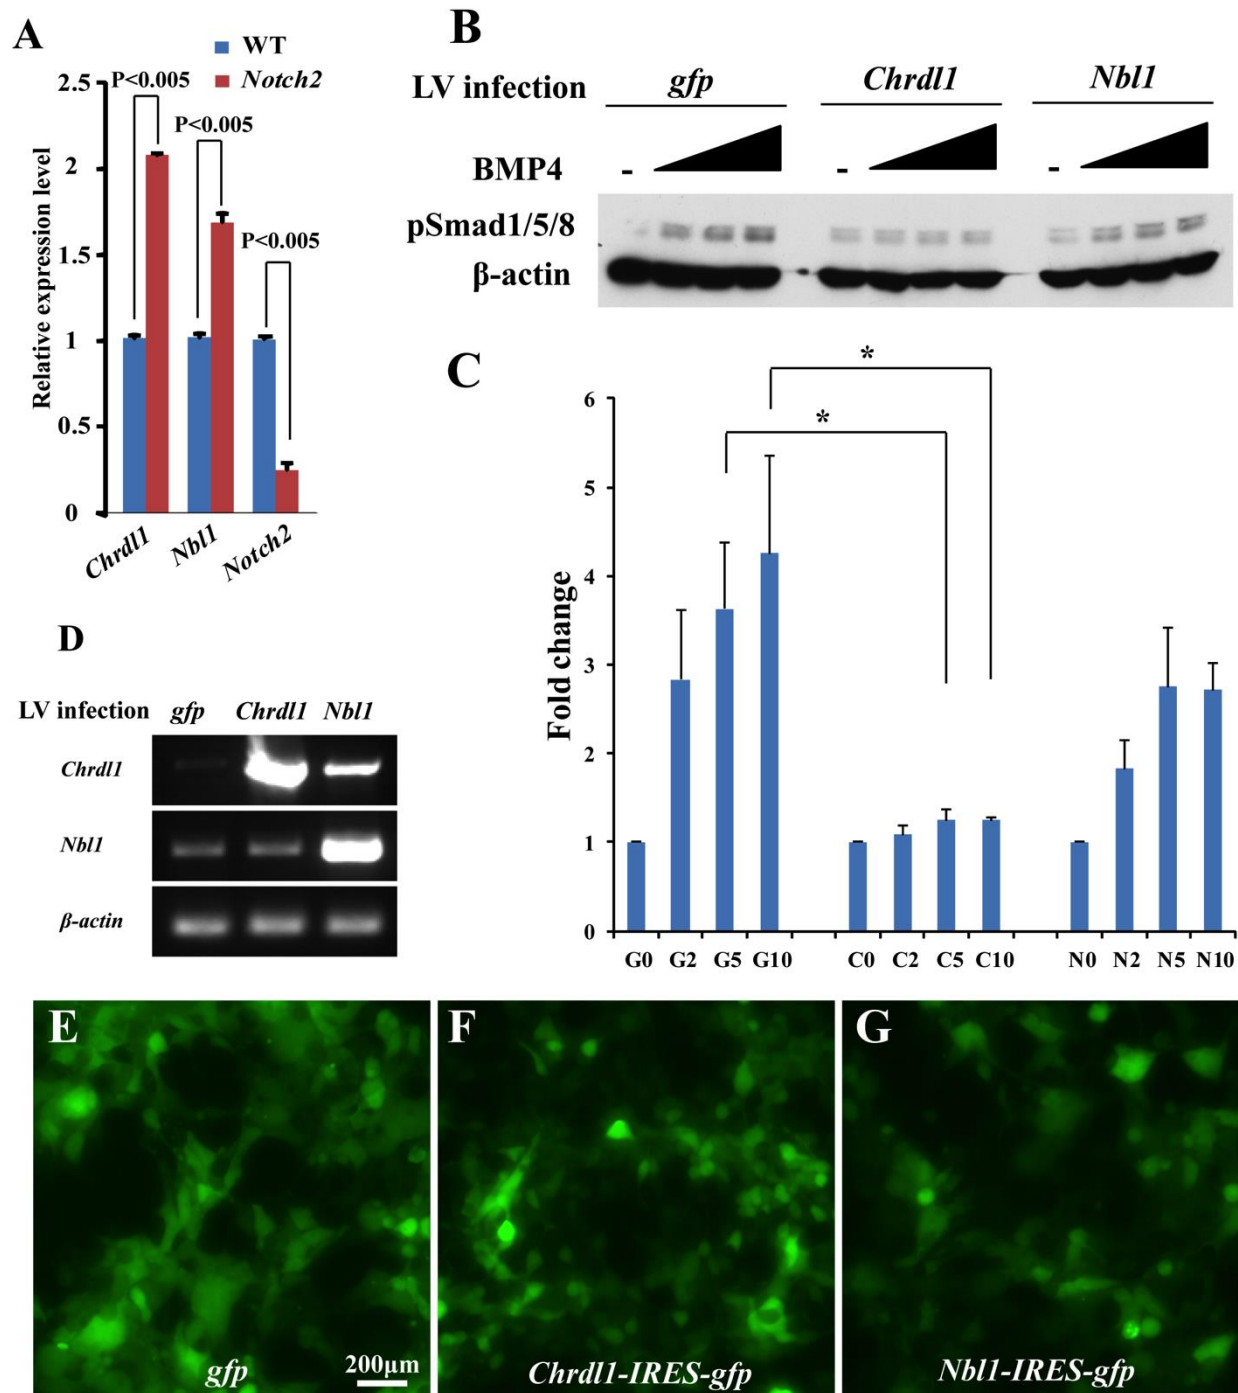 A
WT
Notch2
Relative expression level
2.5
2
1.5
1
0.5
0
P<0.005
P<0.005
P<0.005
Chrdl1
Nbl1
Notch2
B
LV infection
gfp
Chrdl1
Nbl1
BMP4
-
-
-
pSmad1/5/8
β-actin
C
Fold change
6
5
4
3
2
1
0
*
*
G0 G2 G5 G10 C0 C2 C5 C10 N0 N2 N5 N10
D
LV infection gfp Chrdl1 Nbl1
Chrdl1
Nbl1
β-actin
E
gfp
200μm
F
Chrdl1-IRES-gfp
G
Nbl1-IRES-gfp